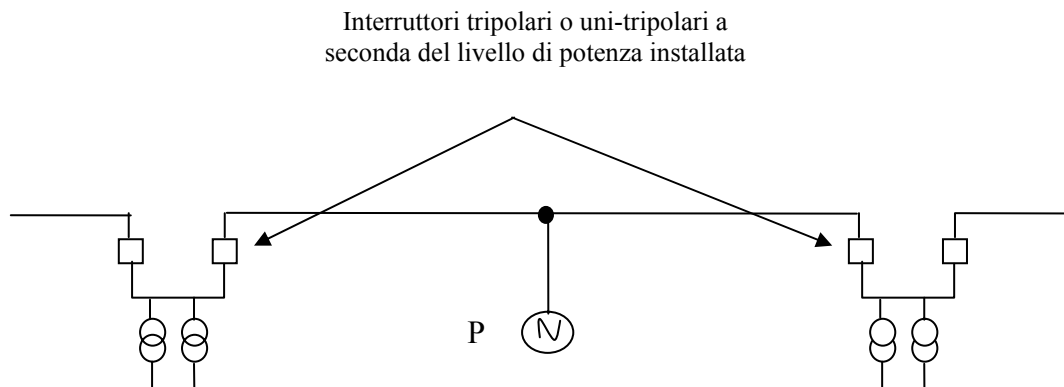 Interruttori tripolari o uni-tripolari a
seconda del livello di potenza installata
P
N